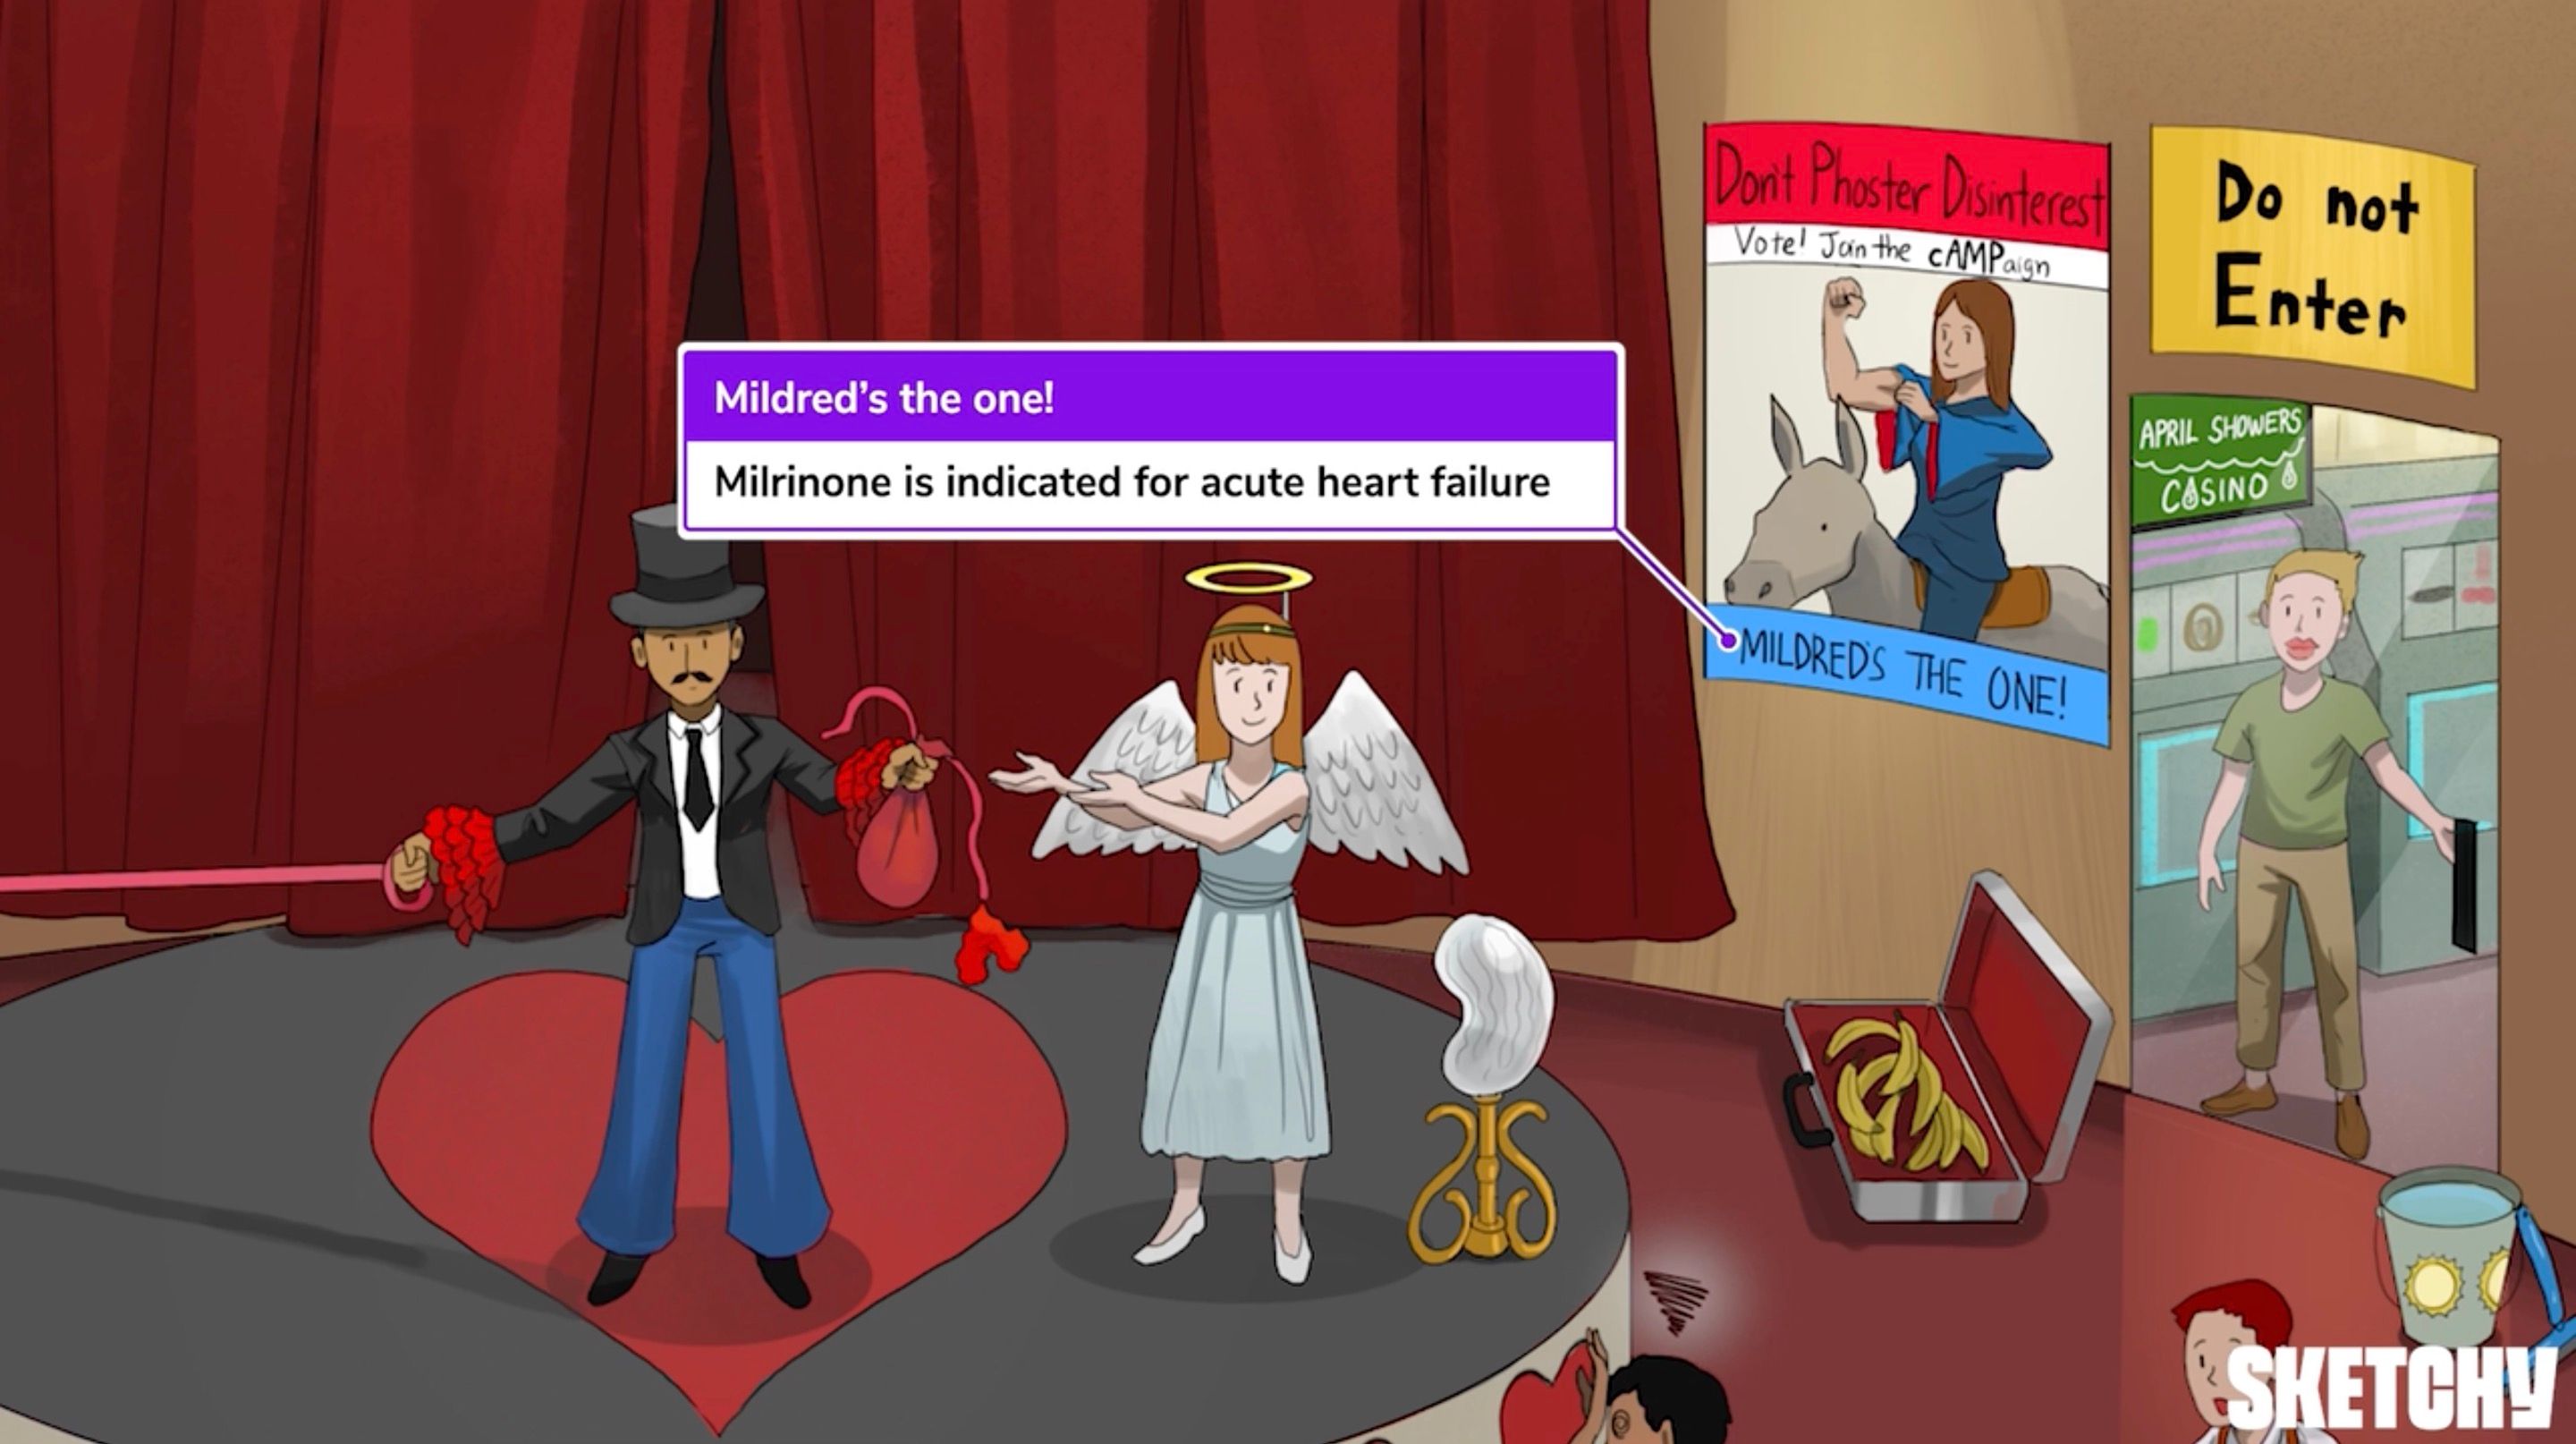 Don't Phoster Disinterest
Vote! Join the cAMPaign
Do not
Enter
Mildred's the one!
Milrinone is indicated for acute heart failure
APRIL SHOWERS
CASINO
MILDRED'S THE ONE!
SKETCHY